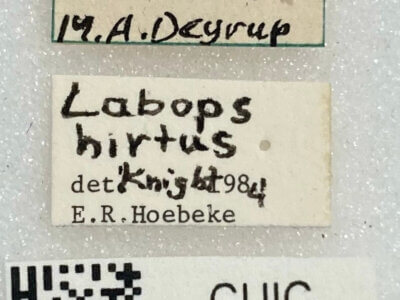 M.A.Deyrup
Labops
hirtus
Knight
det. 1984
E.R.Hoebeke
CUIC